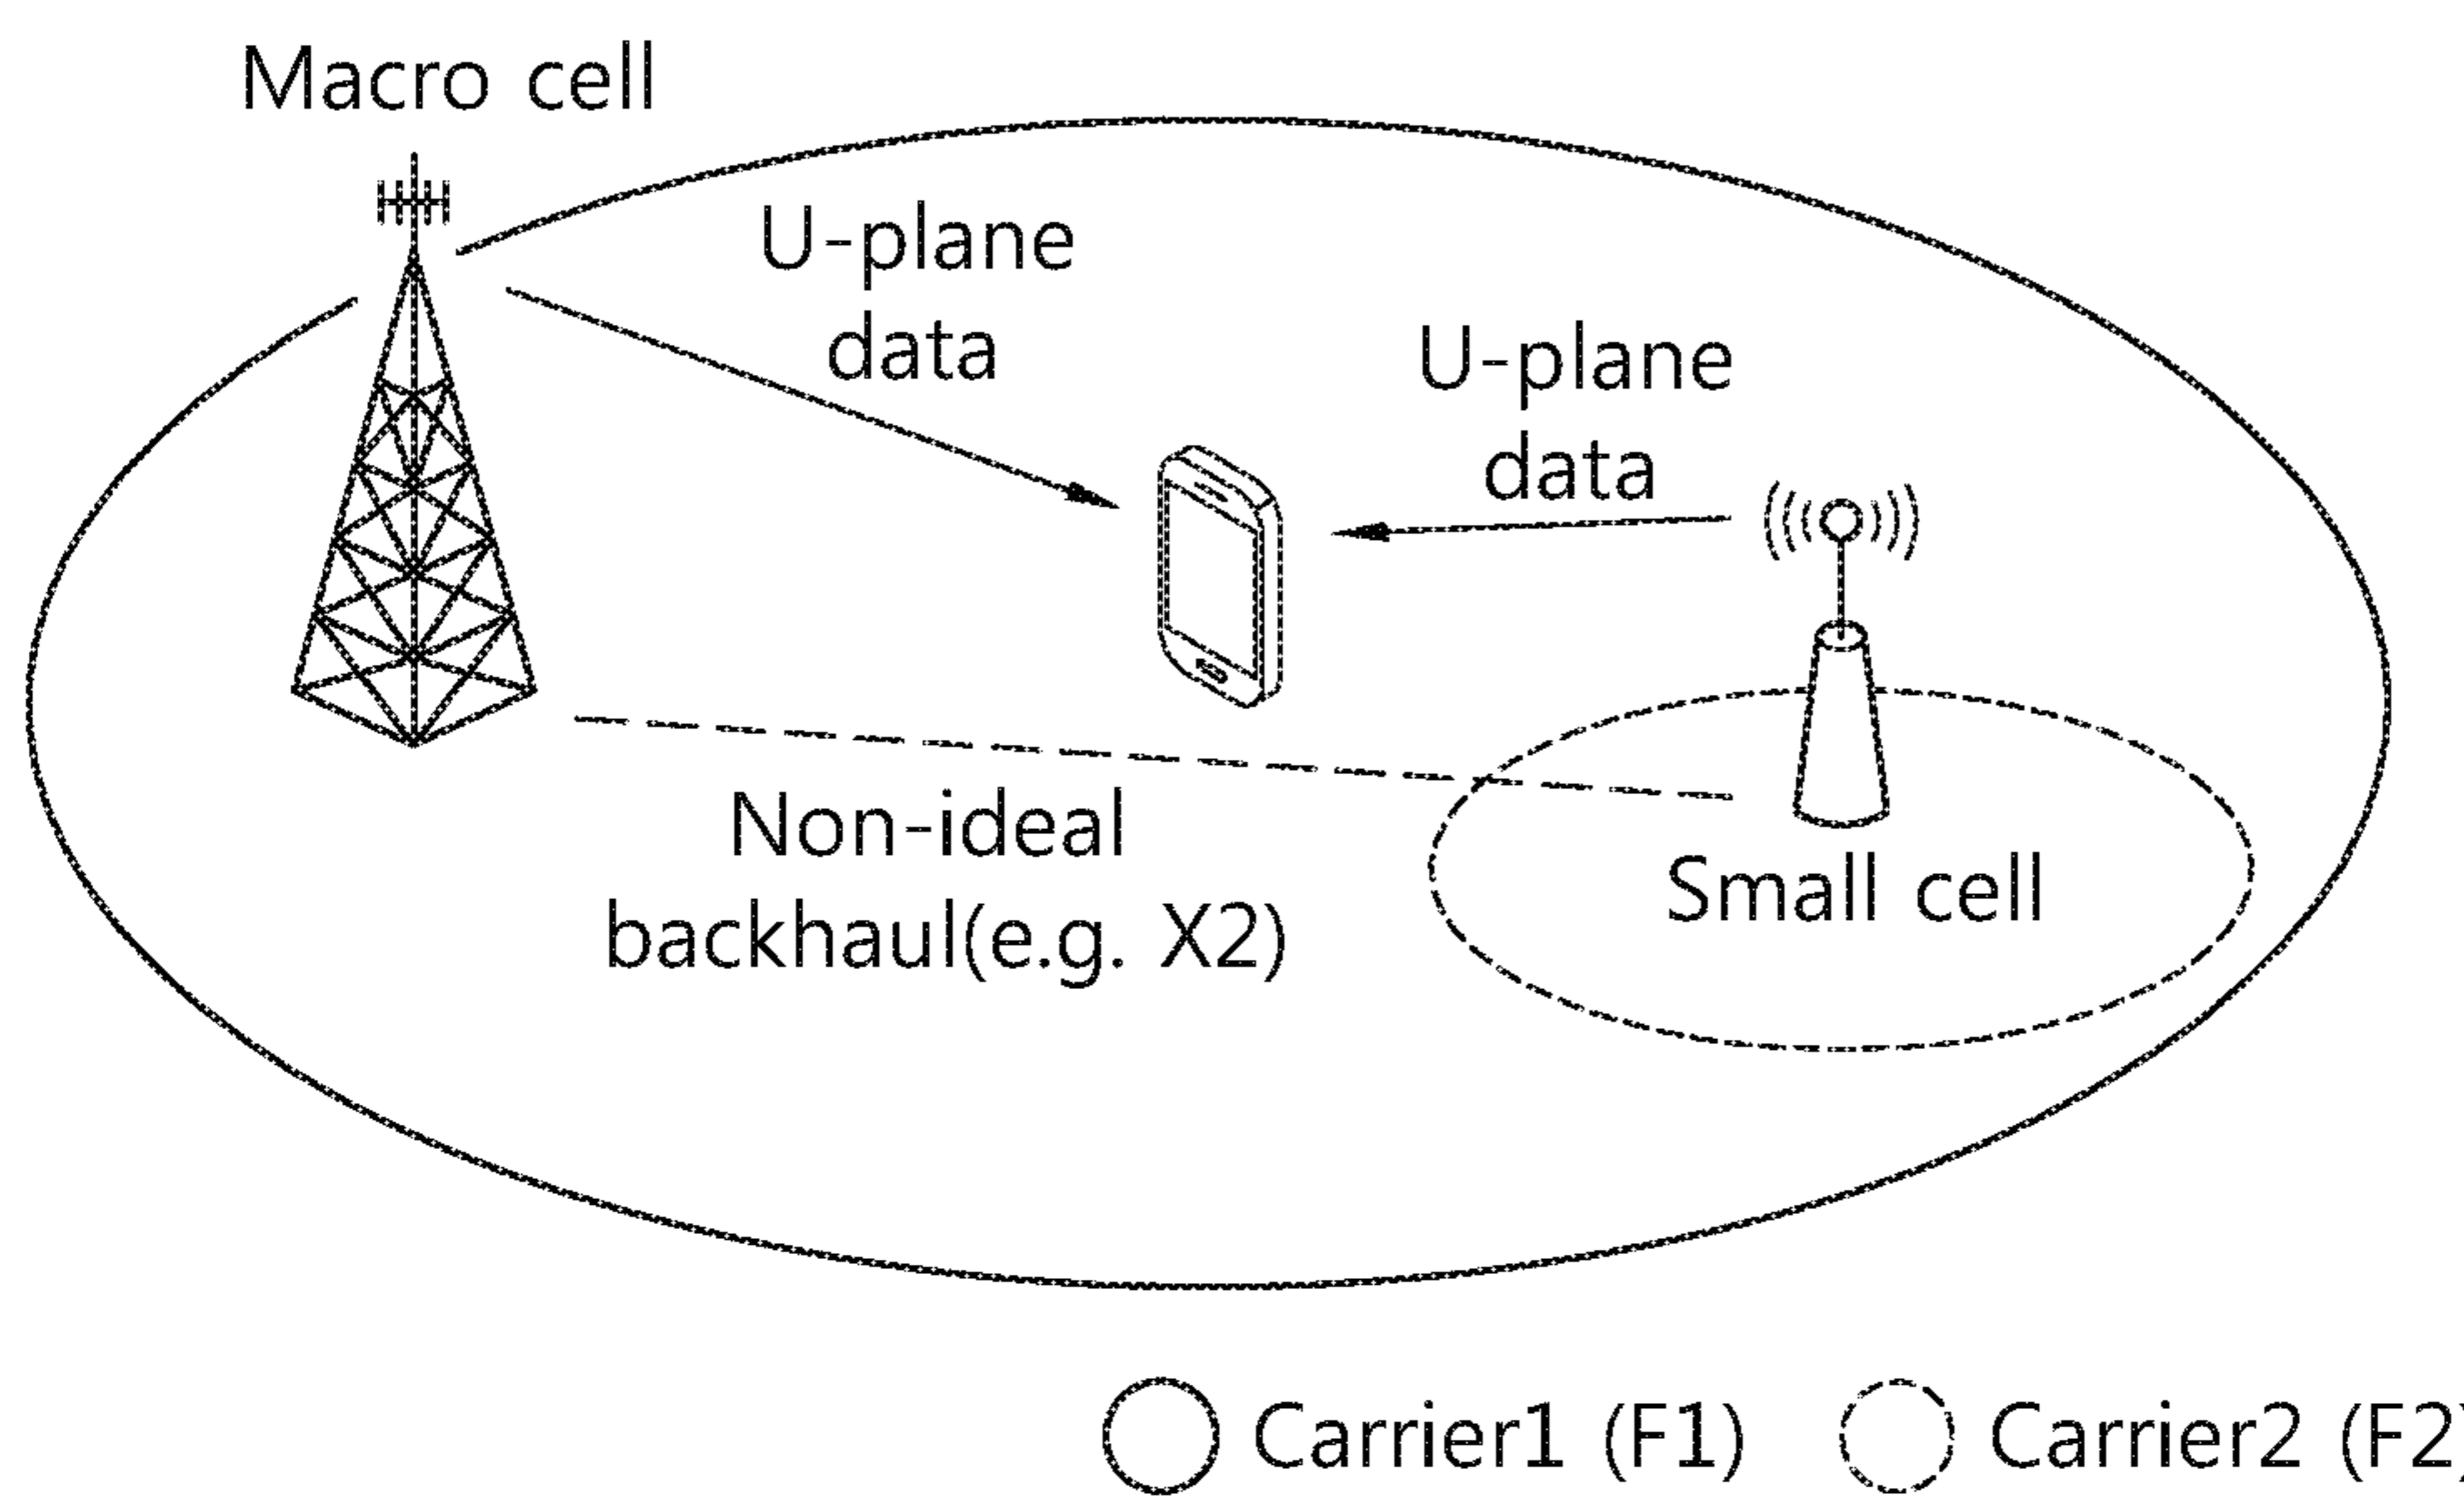 Macro cell
U-plane
data
U-plane
data
Non-ideal
backhaul(e.g. X2)
Small cell
Carrier1 (F1)
Carrier2 (F2)